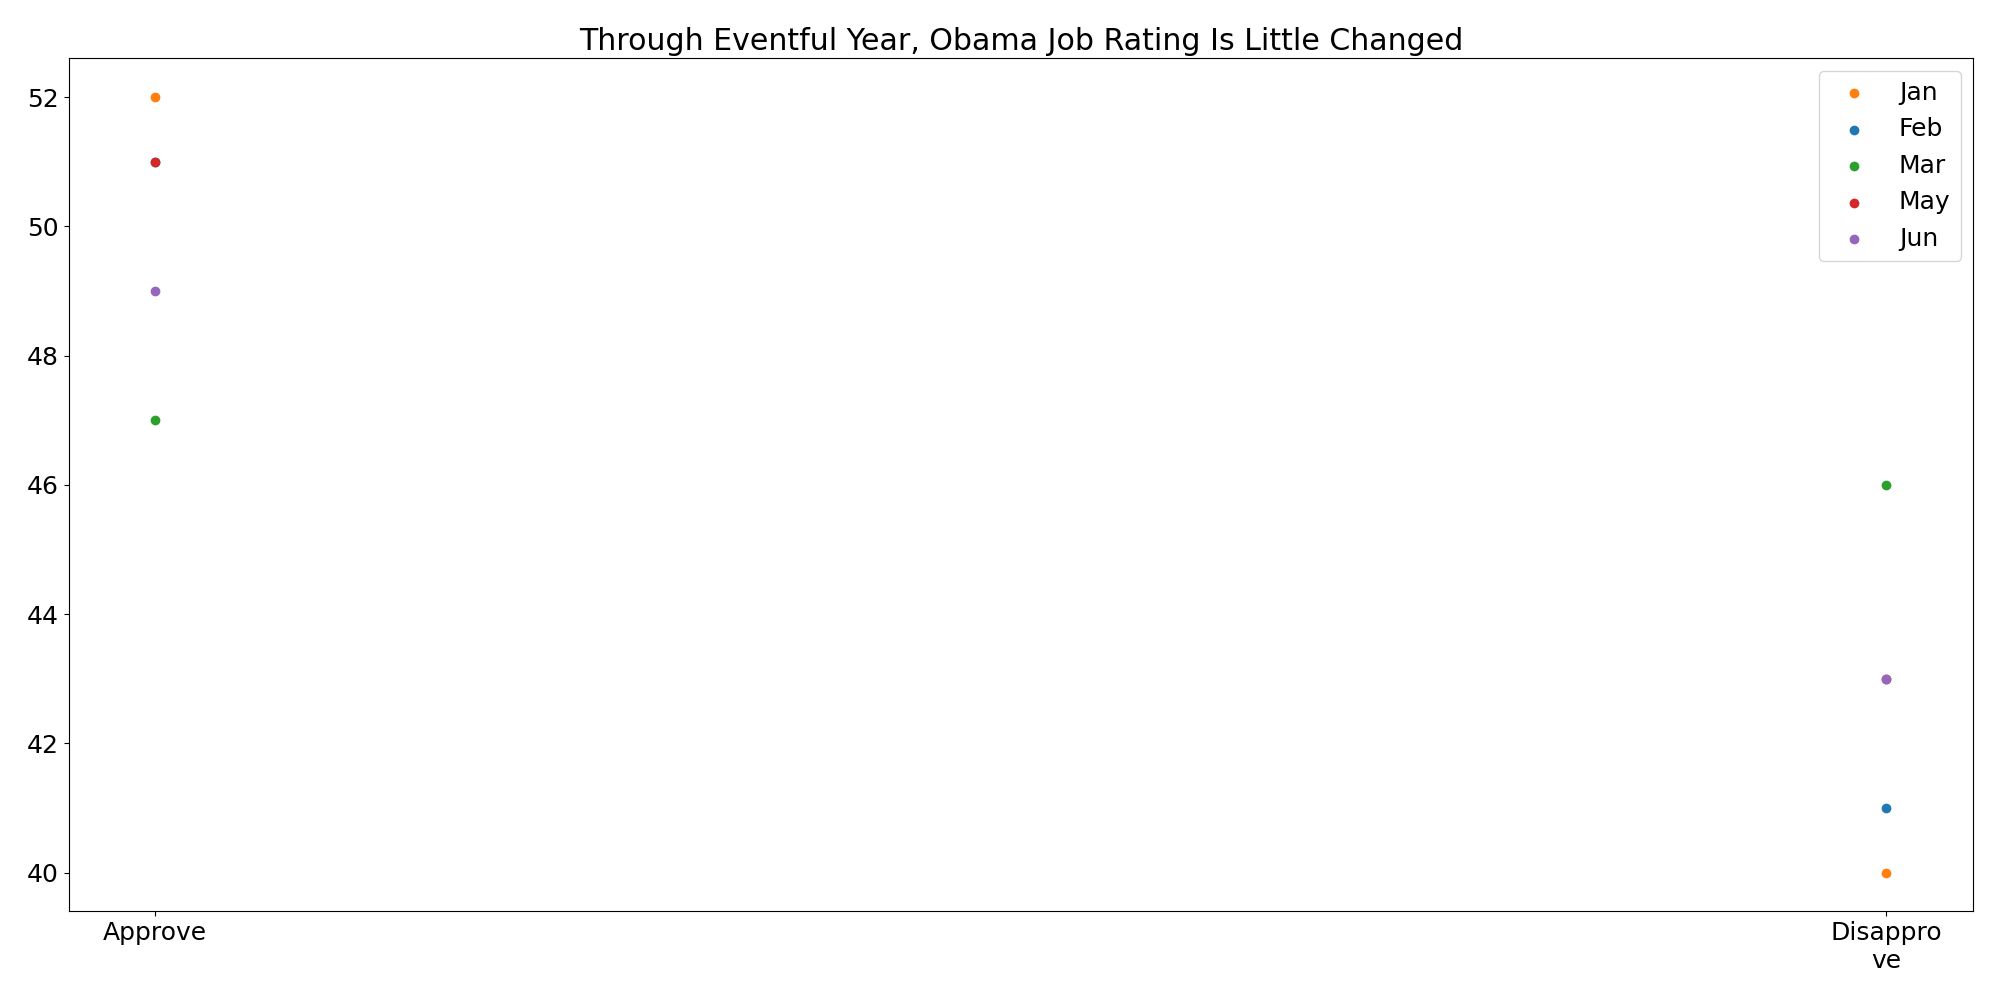 Through Eventful Year, Obama Job Rating Is Little Changed
52
50
48
46
44
42
40
Jan
Feb
Mar
May
Jun
Approve
Disappro
ve